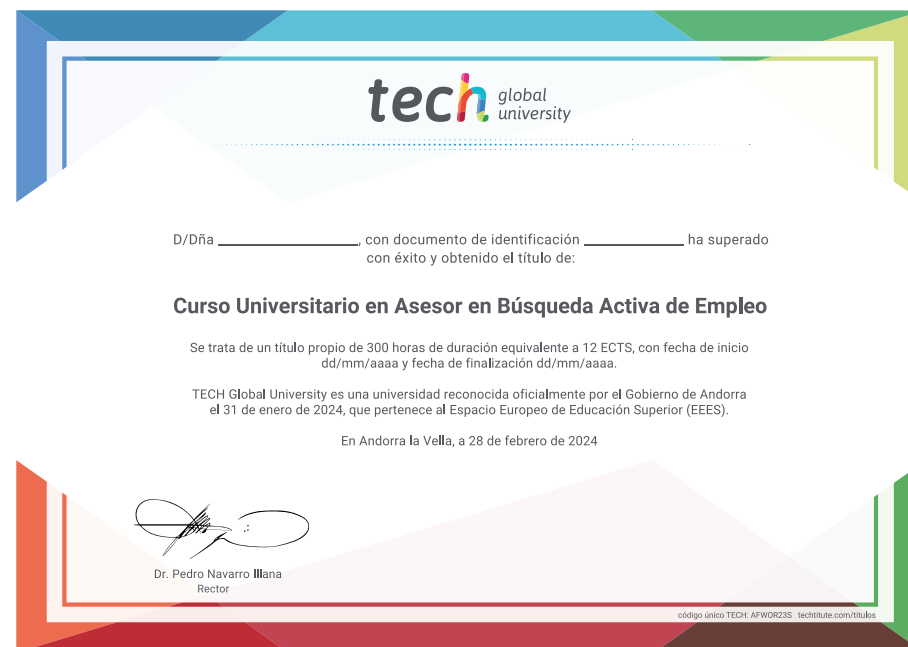 tech global university
D/Dña ____________________, con documento de identificación ______________ ha superado
con éxito y obtenido el título de:
Curso Universitario en Asesor en Búsqueda Activa de Empleo
Se trata de un título propio de 300 horas de duración equivalente a 12 ECTS, con fecha de inicio
dd/mm/aaaa y fecha de finalización dd/mm/aaaa.
TECH Global University es una universidad reconocida oficialmente por el Gobierno de Andorra
el 31 de enero de 2024, que pertenece al Espacio Europeo de Educación Superior (EEES).
En Andorra la Vella, a 28 de febrero de 2024
Dr. Pedro Navarro Illana
Rector
código único TECH: AFWOR23S techtitute.com/titulos